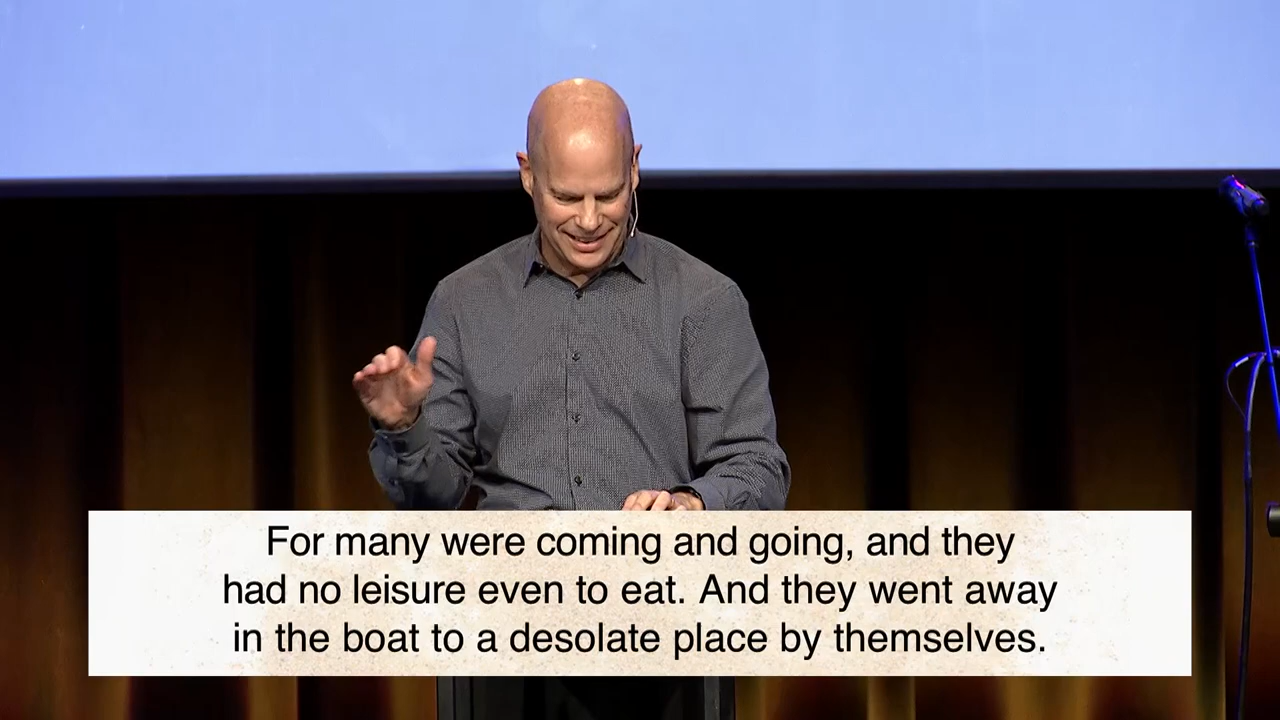 For many were coming and going, and they
had no leisure even to eat. And they went away
in the boat to a desolate place by themselves.